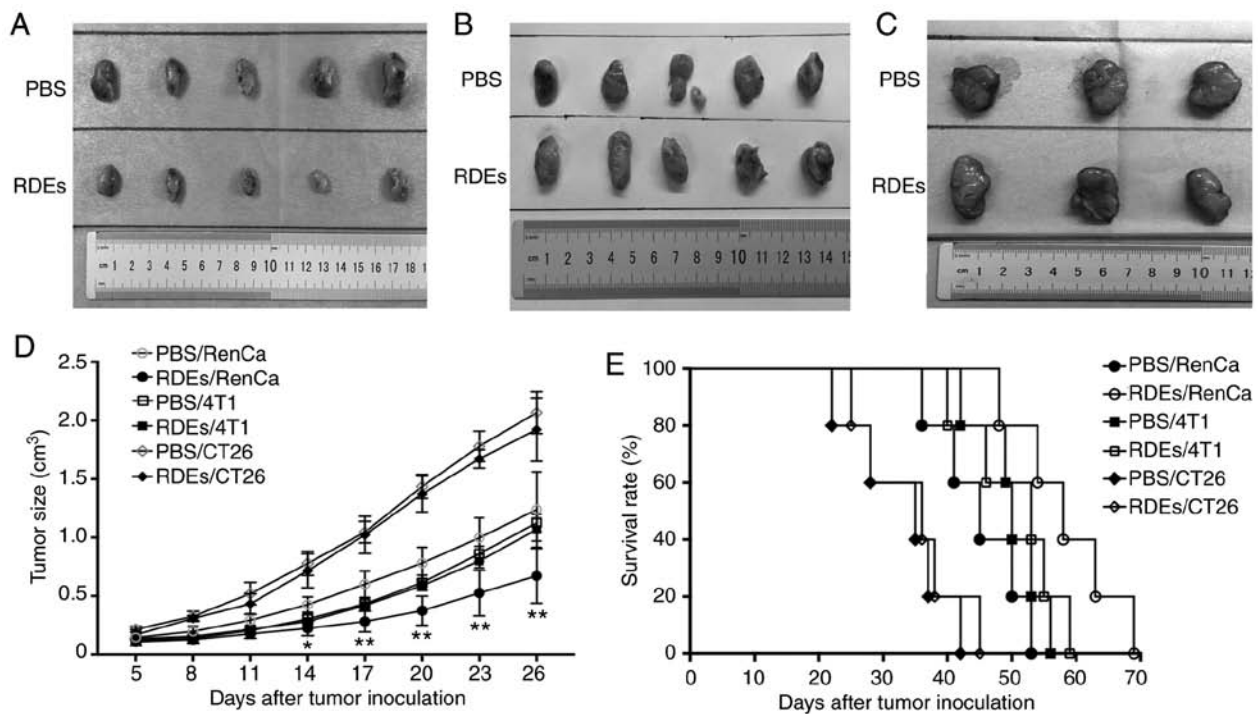 A
PBS
RDEs
cm 1 2 3 4 5 6 7 8 9 10 11 12 13 14 15 16 17 18
B
PBS
RDEs
cm 1 2 3 4 5 6 7 8 9 10 11 12 13 14 15
C
PBS
RDEs
cm 1 2 3 4 5 6 7 8 9 10 11
D
PBS/RenCa
RDEs/RenCa
PBS/4T1
RDEs/4T1
PBS/CT26
RDEs/CT26
Tumor size (cm³)
2.5
2.0
1.5
1.0
0.5
0
* ** ** ** **
5 8 11 14 17 20 23 26
Days after tumor inoculation
E
PBS/RenCa
RDEs/RenCa
PBS/4T1
RDEs/4T1
PBS/CT26
RDEs/CT26
Survival rate (%)
100
80
60
40
20
0
0 10 20 30 40 50 60 70
Days after tumor inoculation